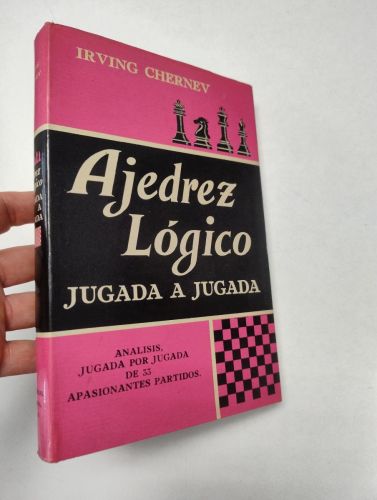 IRVING CHERNEV
Ajedrez
Lógico
JUGADA A JUGADA
ANALISIS,
JUGADA POR JUGADA
DE 33
APASIONANTES PARTIDOS.